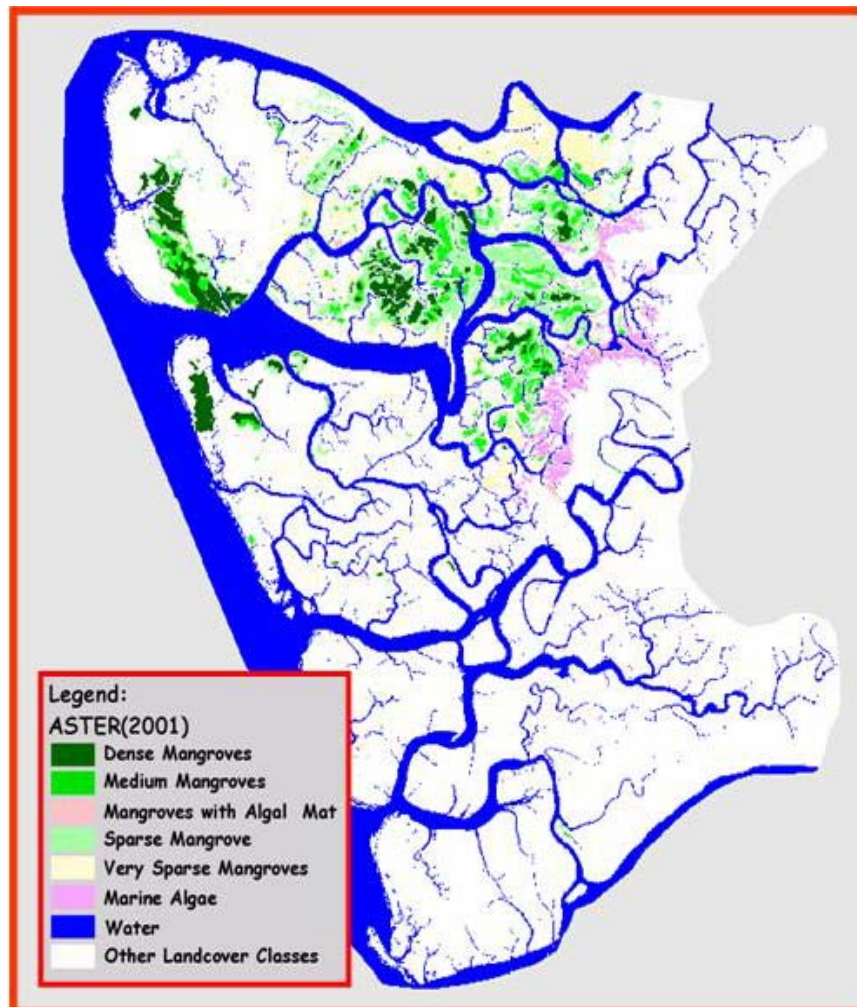 Legend:
ASTER(2001)
Dense Mangroves
Medium Mangroves
Mangroves with Algal Mat
Sparse Mangrove
Very Sparse Mangroves
Marine Algae
Water
Other Landcover Classes